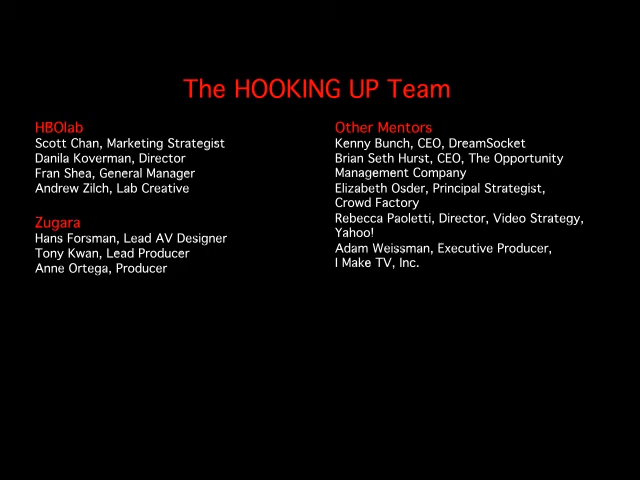 The HOOKING UP Team
HBOlab
Scott Chan, Marketing Strategist
Danila Koverman, Director
Fran Shea, General Manager
Andrew Zilch, Lab Creative
Zugara
Hans Forsman, Lead AV Designer
Tony Kwan, Lead Producer
Anne Ortega, Producer
Other Mentors
Kenny Bunch, CEO, DreamSocket
Brian Seth Hurst, CEO, The Opportunity
Management Company
Elizabeth Osder, Principal Strategist,
Crowd Factory
Rebecca Paoletti, Director, Video Strategy,
Yahoo!
Adam Weissman, Executive Producer,
I Make TV, Inc.